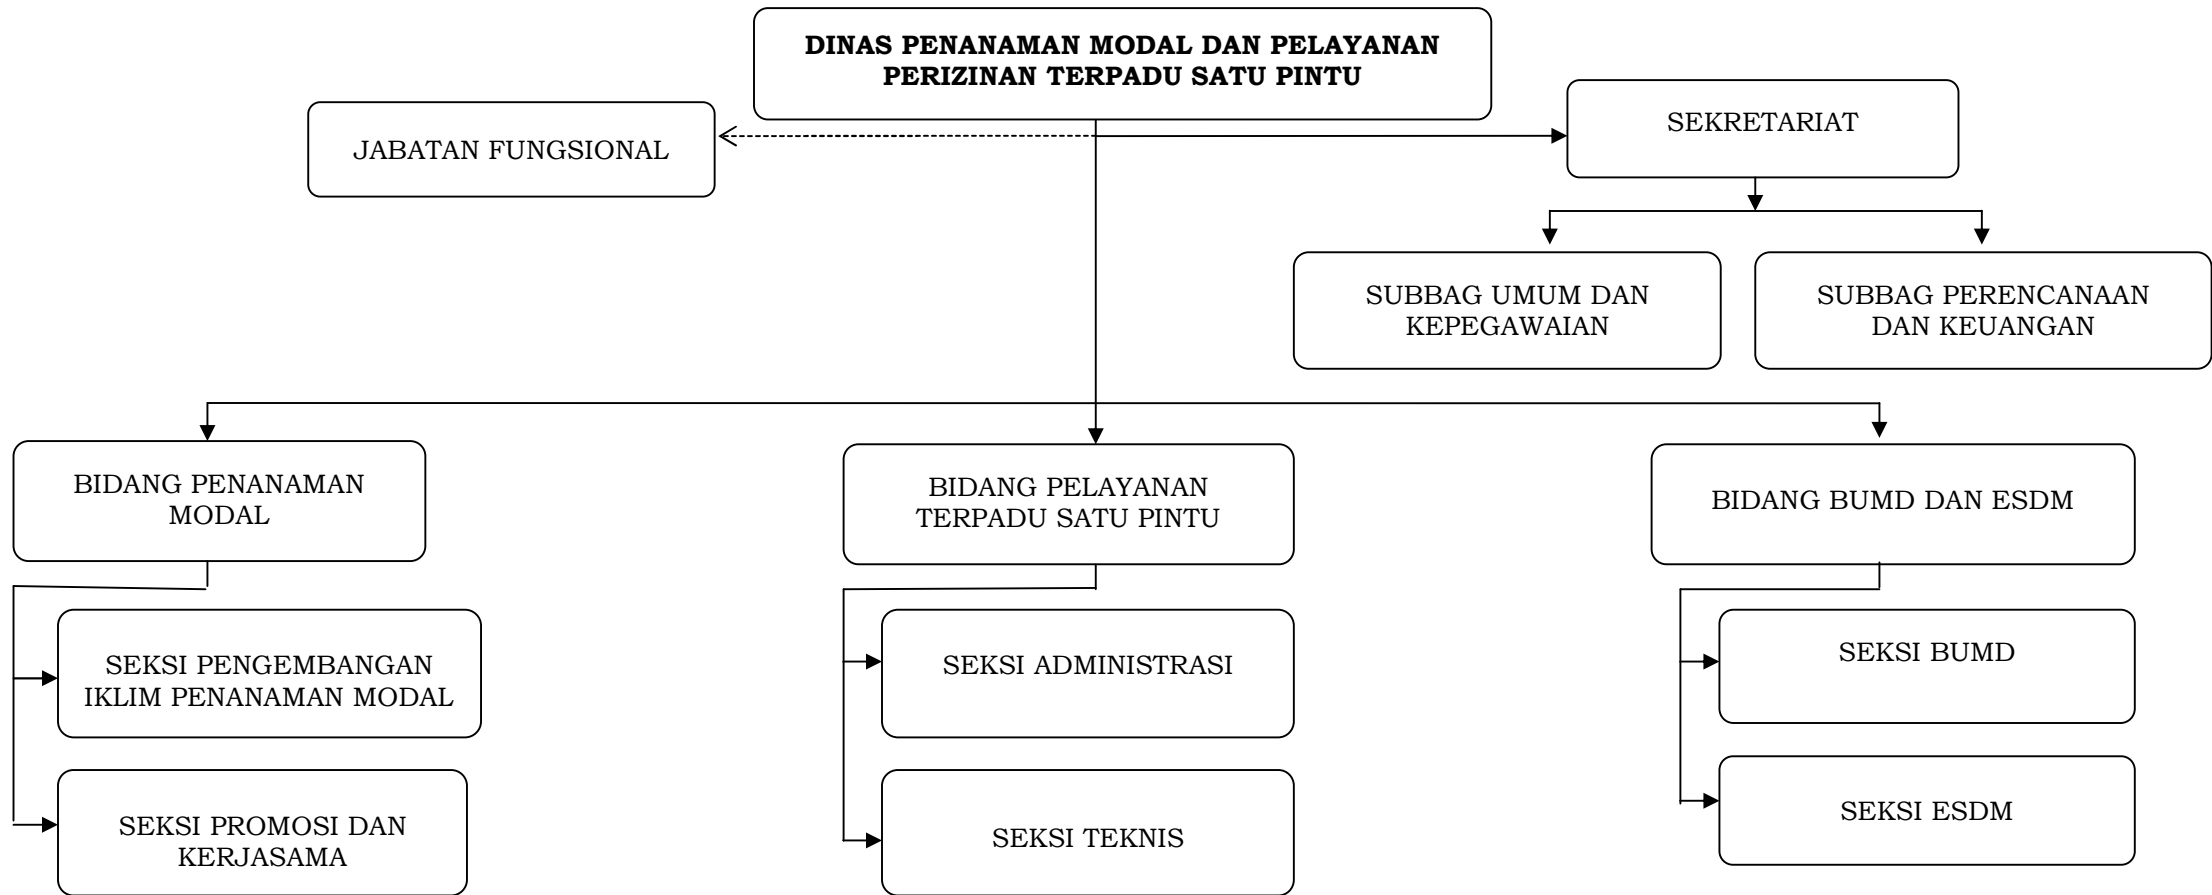 DINAS PENANAMAN MODAL DAN PELAYANAN
PERIZINAN TERPADU SATU PINTU
JABATAN FUNGSIONAL
SEKRETARIAT
SUBBAG UMUM DAN
KEPEGAWAIAN
SUBBAG PERENCANAAN
DAN KEUANGAN
BIDANG PENANAMAN
MODAL
BIDANG PELAYANAN
TERPADU SATU PINTU
BIDANG BUMD DAN ESDM
SEKSI PENGEMBANGAN
IKLIM PENANAMAN MODAL
SEKSI ADMINISTRASI
SEKSI BUMD
SEKSI PROMOSI DAN
KERJASAMA
SEKSI TEKNIS
SEKSI ESDM